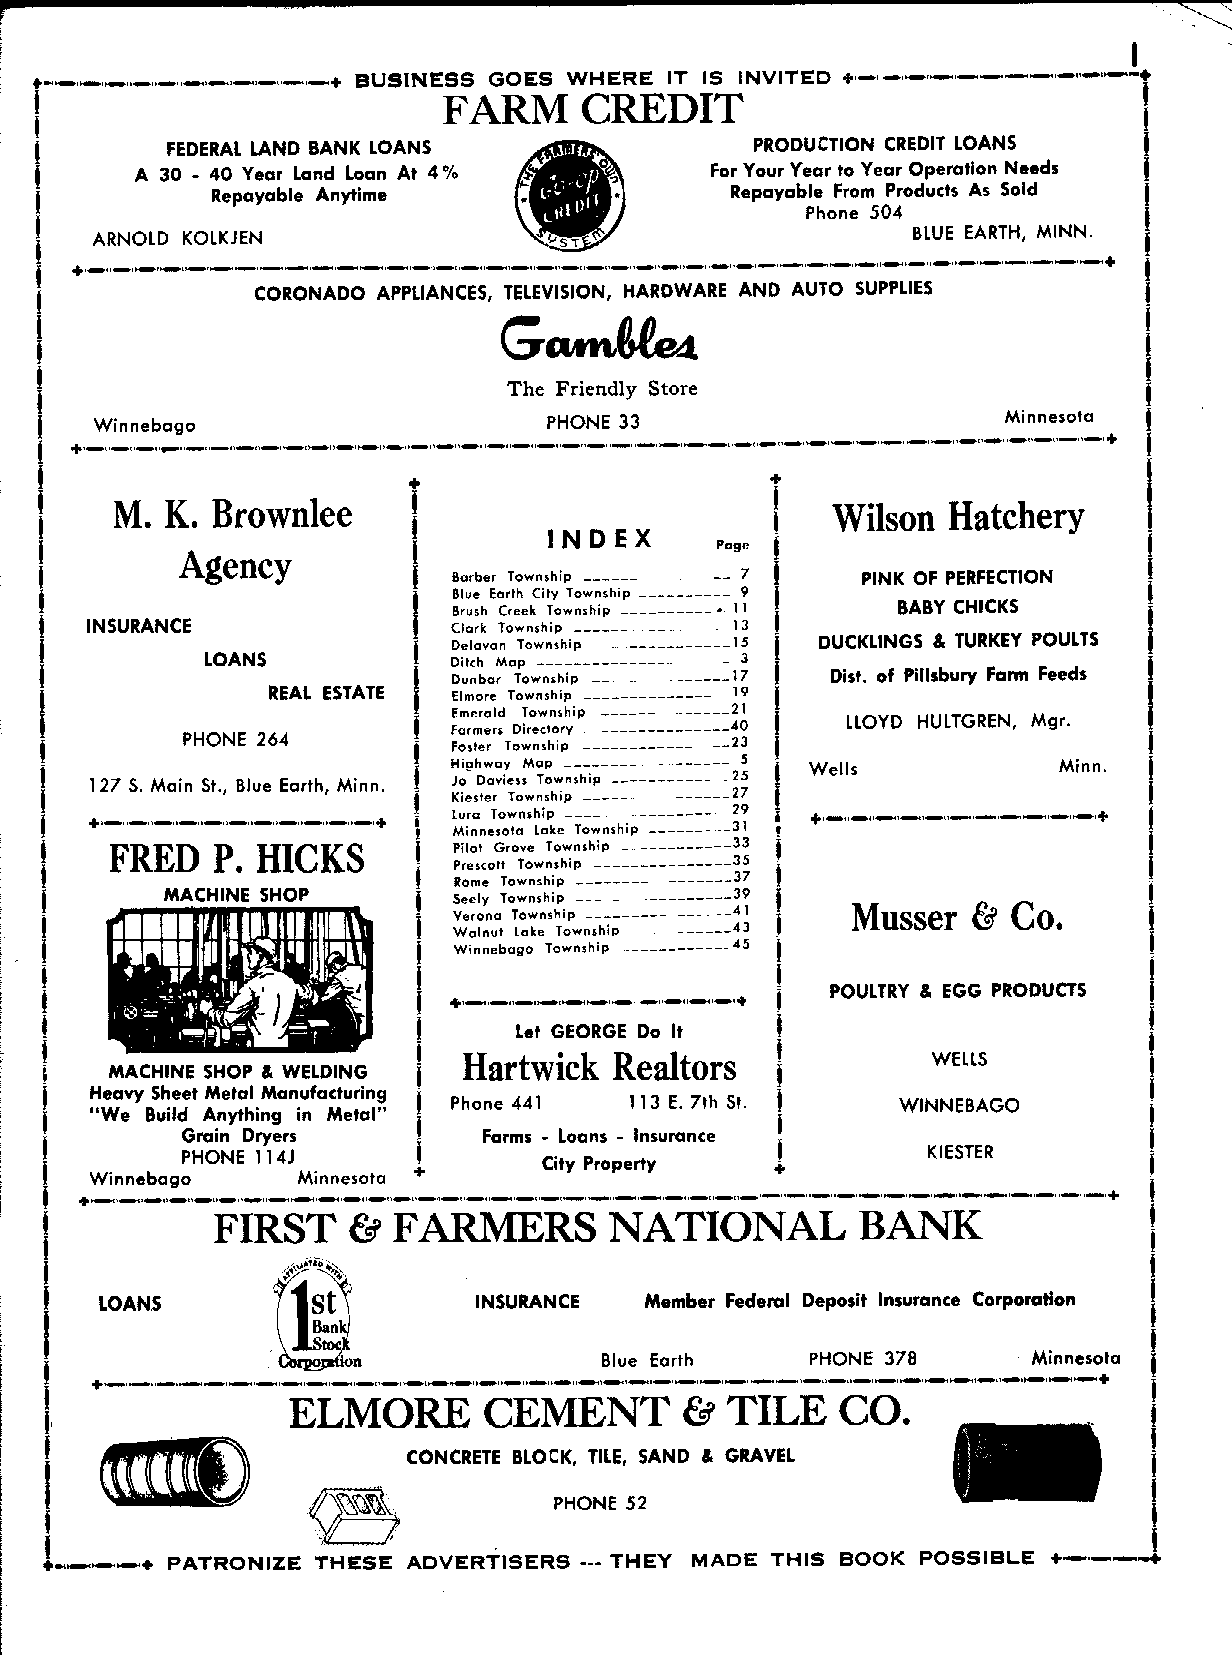 1
BUSINESS GOES WHERE IT IS INVITED
FARM CREDIT
FEDERAL LAND BANK LOANS
A 30 - 40 Year Land Loan At 4%
Repayable Anytime
ARNOLD KOLKJEN
THE FARMERS' OWN
CO-OP
CREDIT
SYSTEM
PRODUCTION CREDIT LOANS
For Your Year to Year Operation Needs
Repayable From Products As Sold
Phone 504
BLUE EARTH, MINN.
CORONADO APPLIANCES, TELEVISION, HARDWARE AND AUTO SUPPLIES
Gambles
The Friendly Store
Winnebago PHONE 33 Minnesota
M. K. Brownlee
Agency
INSURANCE
LOANS
REAL ESTATE
PHONE 264
127 S. Main St., Blue Earth, Minn.
FRED P. HICKS
MACHINE SHOP
MACHINE SHOP & WELDING
Heavy Sheet Metal Manufacturing
"We Build Anything in Metal"
Grain Dryers
PHONE 114J
Winnebago Minnesota
INDEX Page
Barber Township ------ -- 7
Blue Earth City Township ---------- 9
Brush Creek Township ---------- 11
Clark Township ---------- 13
Delavan Township ------------15
Ditch Map --------------- - 3
Dunbar Township -- - -------17
Elmore Township -------------- 19
Emerald Township ------ ------21
Farmers Directory --------------40
Foster Township ------------ --23
Highway Map -------- -------- 5
Jo Daviess Township ----------- -25
Kiester Township ------ ------27
Lura Township ---- ---------- 29
Minnesota Lake Township ---------31
Pilot Grove Township ------------33
Prescott Township ---------------35
Rome Township -------- -------37
Seely Township --- - ----------39
Verona Township --------- ------41
Walnut Lake Township ------43
Winnebago Township ------------45
Let GEORGE Do It
Hartwick Realtors
Phone 441 113 E. 7th St.
Farms - Loans - Insurance
City Property
Wilson Hatchery
PINK OF PERFECTION
BABY CHICKS
DUCKLINGS & TURKEY POULTS
Dist. of Pillsbury Farm Feeds
LLOYD HULTGREN, Mgr.
Wells Minn.
Musser & Co.
POULTRY & EGG PRODUCTS
WELLS
WINNEBAGO
KIESTER
FIRST & FARMERS NATIONAL BANK
LOANS
AFFILIATED WITH
1st
Bank
Stock
Corporation
INSURANCE Member Federal Deposit Insurance Corporation
Blue Earth PHONE 378 Minnesota
ELMORE CEMENT & TILE CO.
CONCRETE BLOCK, TILE, SAND & GRAVEL
PHONE 52
PATRONIZE THESE ADVERTISERS --- THEY MADE THIS BOOK POSSIBLE